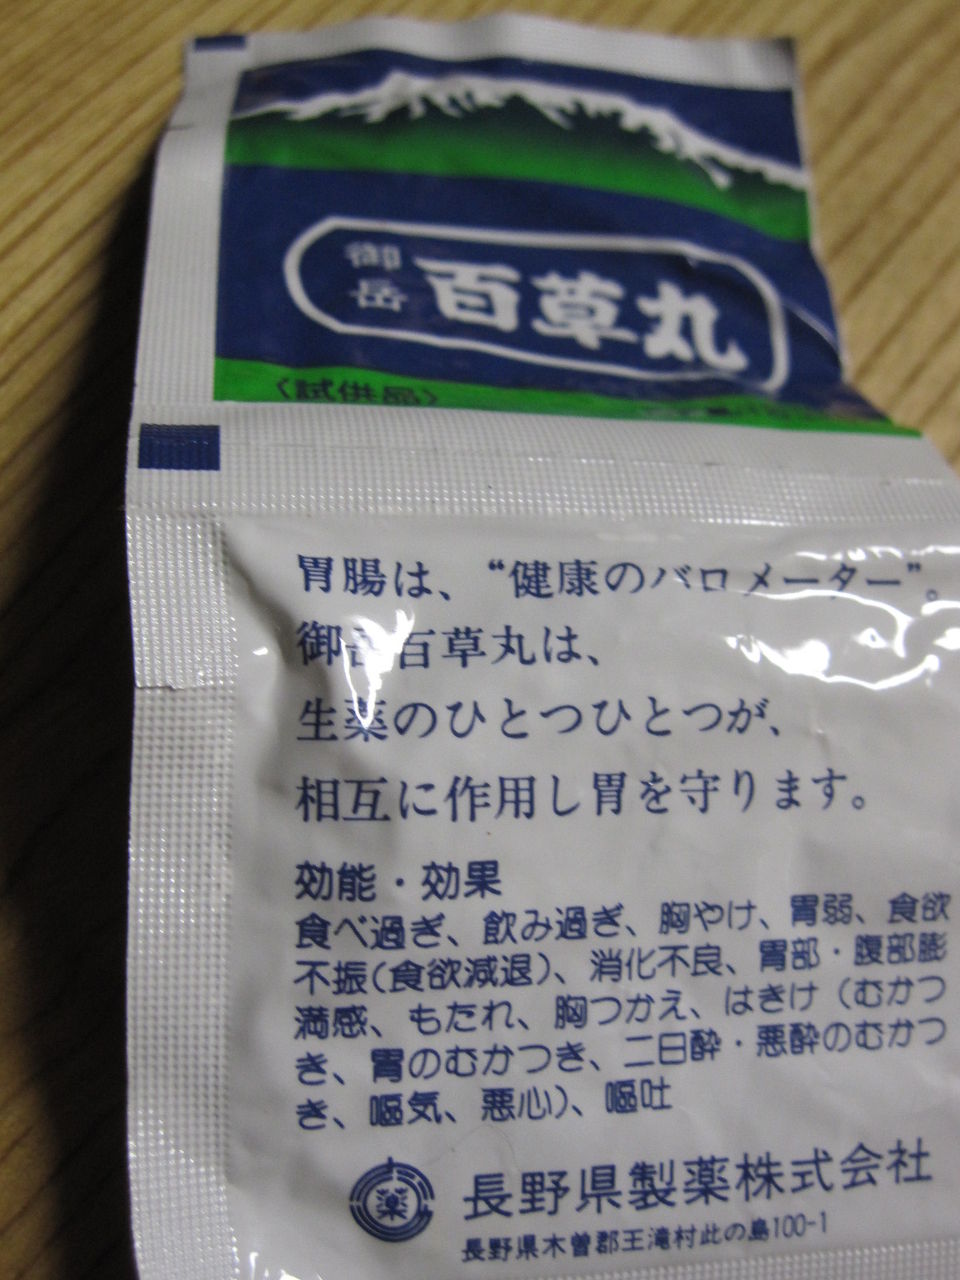 御岳 百草丸
〈試供品〉
胃腸は、“健康のバロメーター”。
御岳百草丸は、
生薬のひとつひとつが、
相互に作用し胃を守ります。
効能・効果
食べ過ぎ、飲み過ぎ、胸やけ、胃弱、食欲
不振(食欲減退)、消化不良、胃部・腹部膨
満感、もたれ、胸つかえ、はきけ(むかつ
き、胃のむかつき、二日酔・悪酔のむかつ
き、嘔気、悪心)、嘔吐
薬 長野県製薬株式会社
長野県木曽郡王滝村此の島100-1